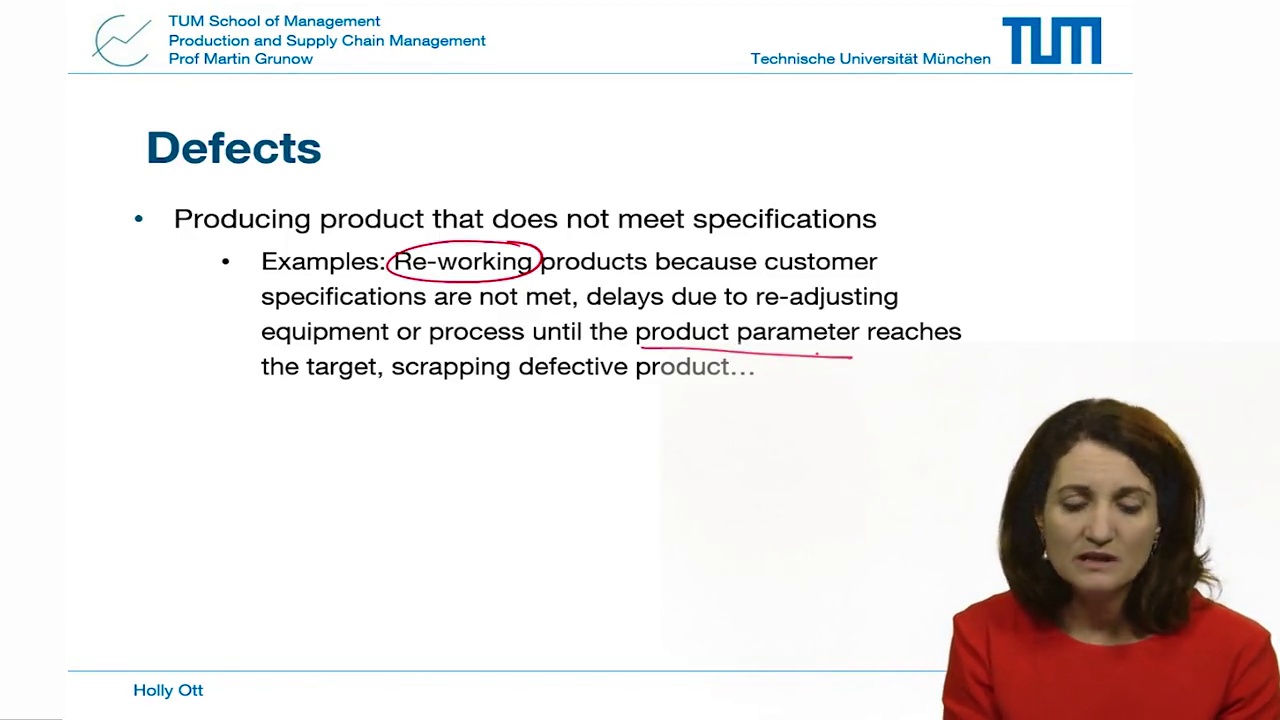 TUM School of Management
Production and Supply Chain Management
Prof Martin Grunow
Technische Universität München
TUM
Defects
• Producing product that does not meet specifications
• Examples: Re-working products because customer
specifications are not met, delays due to re-adjusting
equipment or process until the product parameter reaches
the target, scrapping defective product…
Holly Ott